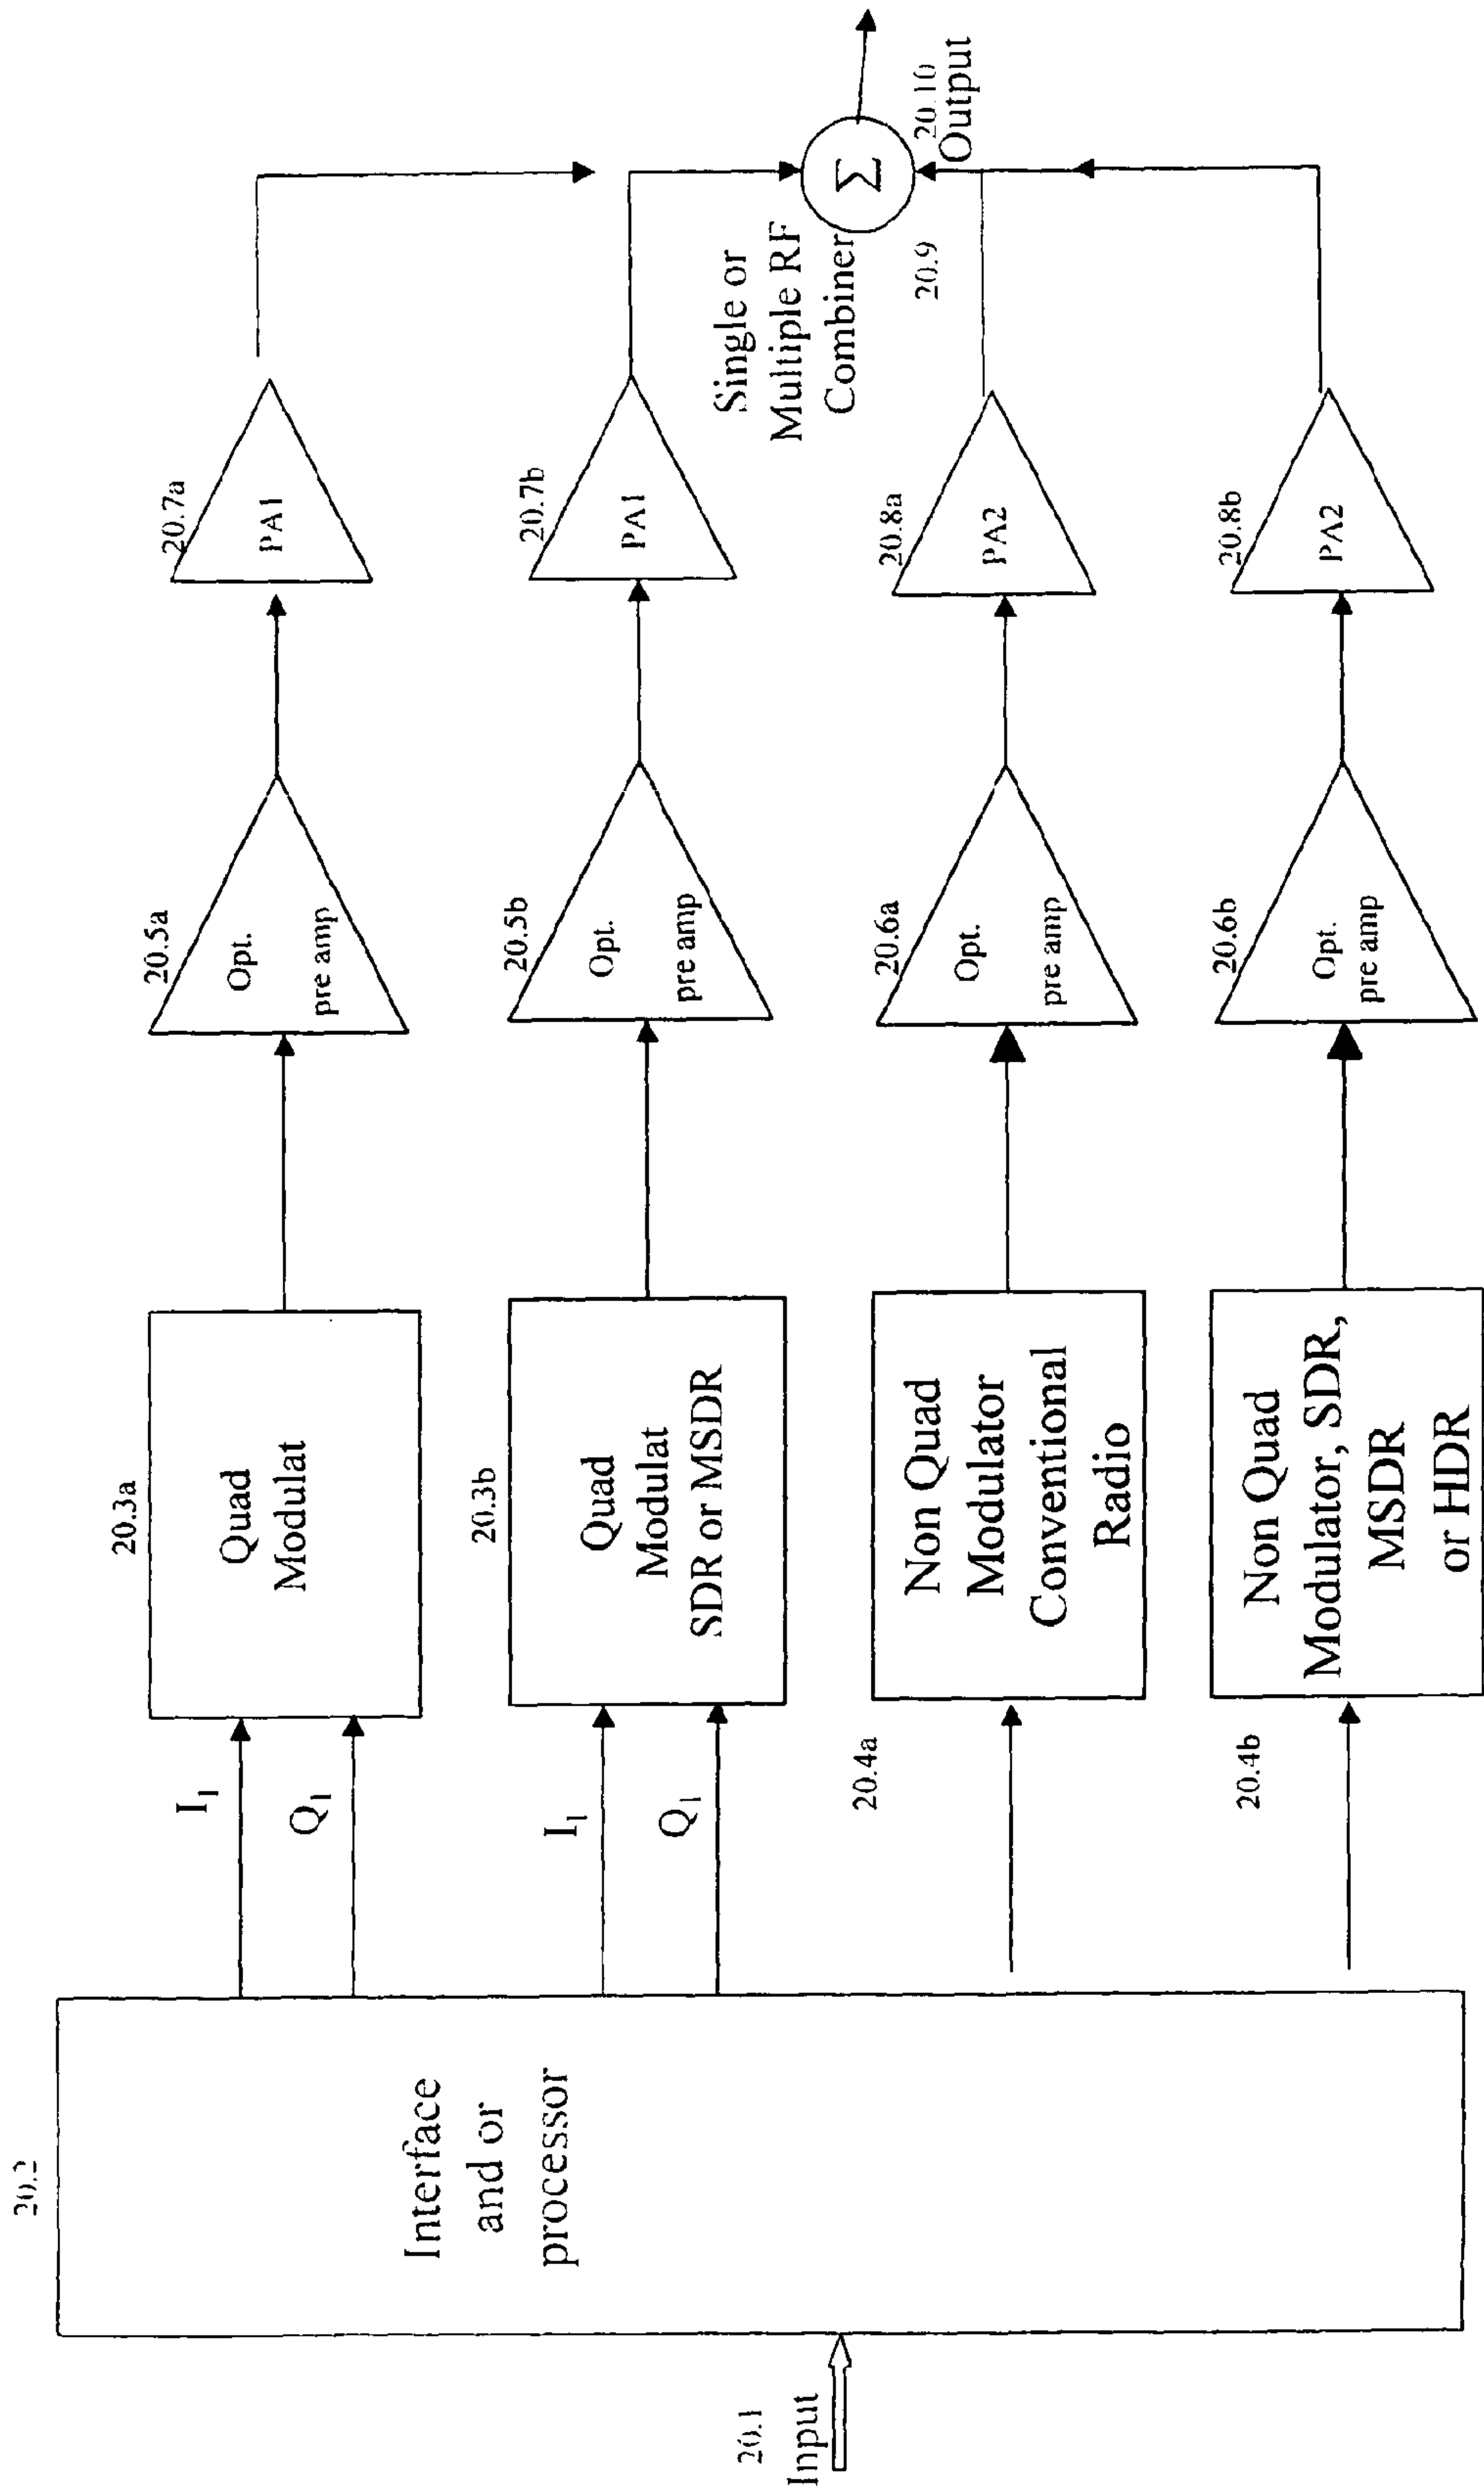 20.1
Input
20.2
Interface
and or
processor
I1
Q1
20.3a
Quad
Modulat
20.5a
Opt.
pre amp
20.7a
PA1
I1
Q1
20.3b
Quad
Modulat
SDR or MSDR
20.5b
Opt.
pre amp
20.7b
PA1
20.4a
Non Quad
Modulator
Conventional
Radio
20.6a
Opt.
pre amp
20.8a
PA2
20.4b
Non Quad
Modulator, SDR,
MSDR
or HDR
20.6b
Opt.
pre amp
20.8b
PA2
Single or
Multiple RF
Combiner
20.9
Σ
20.10
Output